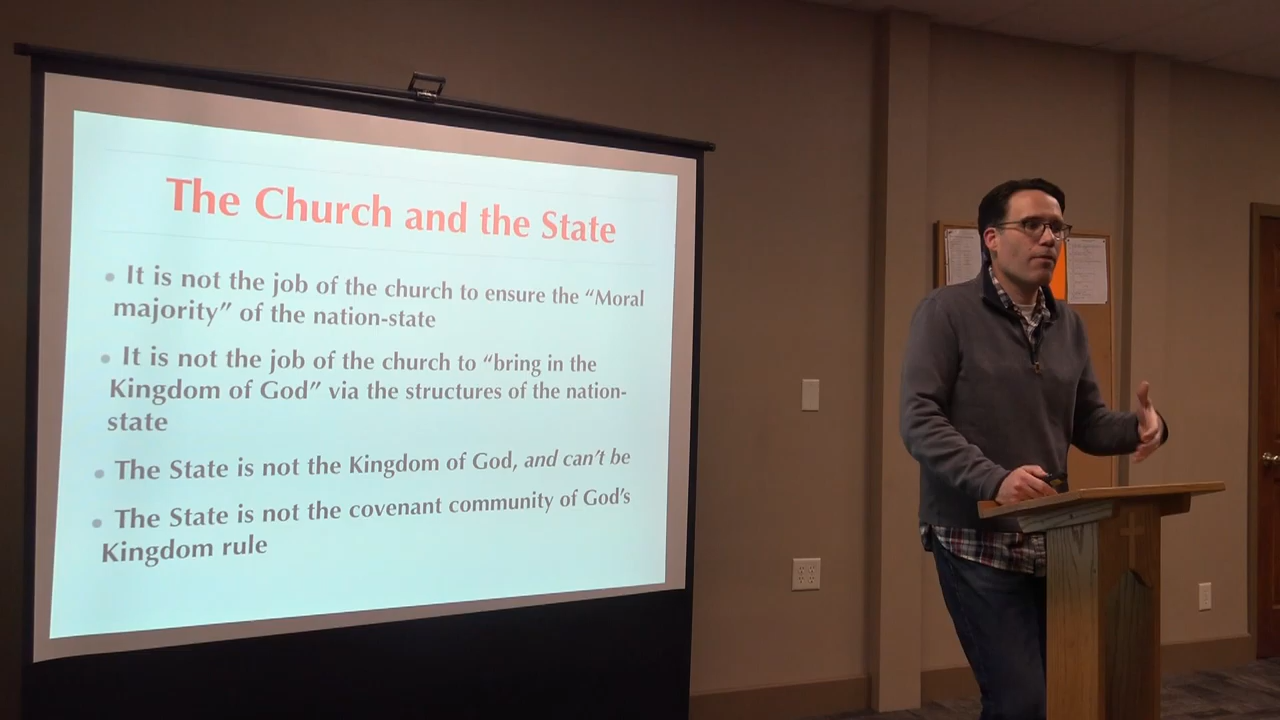 The Church and the State
• It is not the job of the church to ensure the “Moral
majority” of the nation-state
• It is not the job of the church to “bring in the
Kingdom of God” via the structures of the nation-
state
• The State is not the Kingdom of God, and can’t be
• The State is not the covenant community of God’s
Kingdom rule